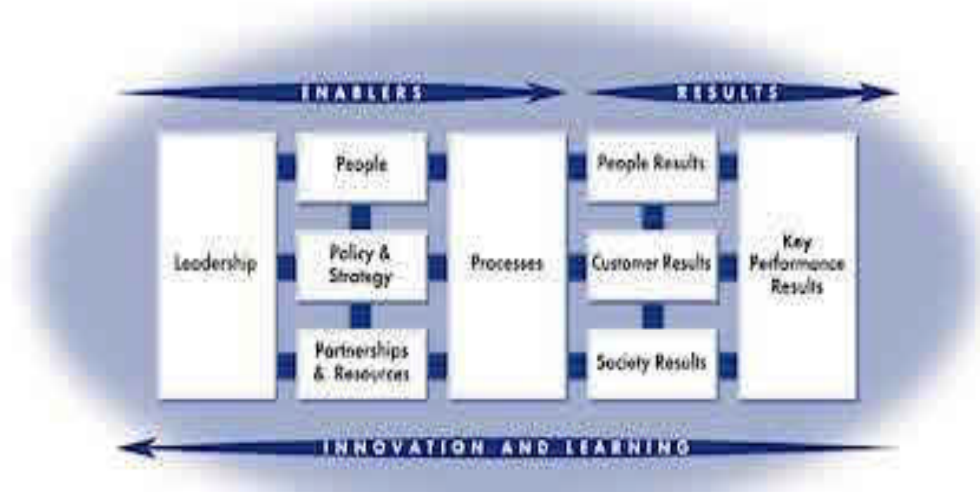 ENABLERS
RESULTS
Leadership
People
Policy &
Strategy
Partnerships
& Resources
Processes
People Results
Customer Results
Society Results
Key
Performance
Results
INNOVATION AND LEARNING